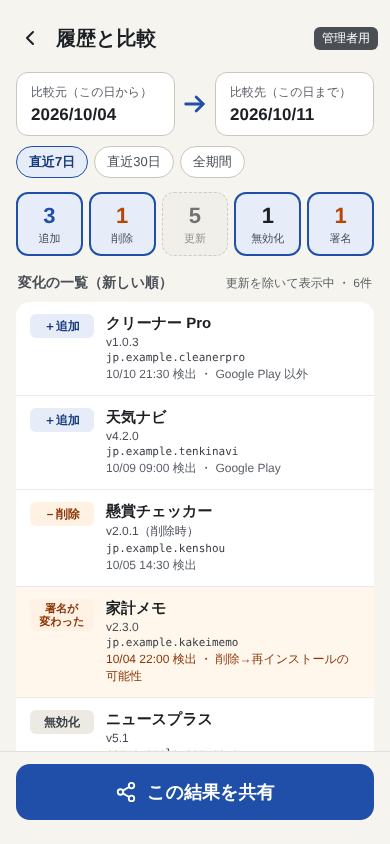 履歴と比較
管理者用
比較元（この日から）
2026/10/04
比較先（この日まで）
2026/10/11
直近7日
直近30日
全期間
3
追加
1
削除
5
更新
1
無効化
1
署名
変化の一覧（新しい順）
更新を除いて表示中 ・ 6件
＋追加
クリーナー Pro
v1.0.3
jp.example.cleanerpro
10/10 21:30 検出 ・ Google Play 以外
＋追加
天気ナビ
v4.2.0
jp.example.tenkinavi
10/09 09:00 検出 ・ Google Play
－削除
懸賞チェッカー
v2.0.1（削除時）
jp.example.kenshou
10/05 14:30 検出
署名が
変わった
家計メモ
v2.3.0
jp.example.kakeimemo
10/04 22:00 検出 ・ 削除→再インストールの
可能性
無効化
ニュースプラス
v5.1
この結果を共有